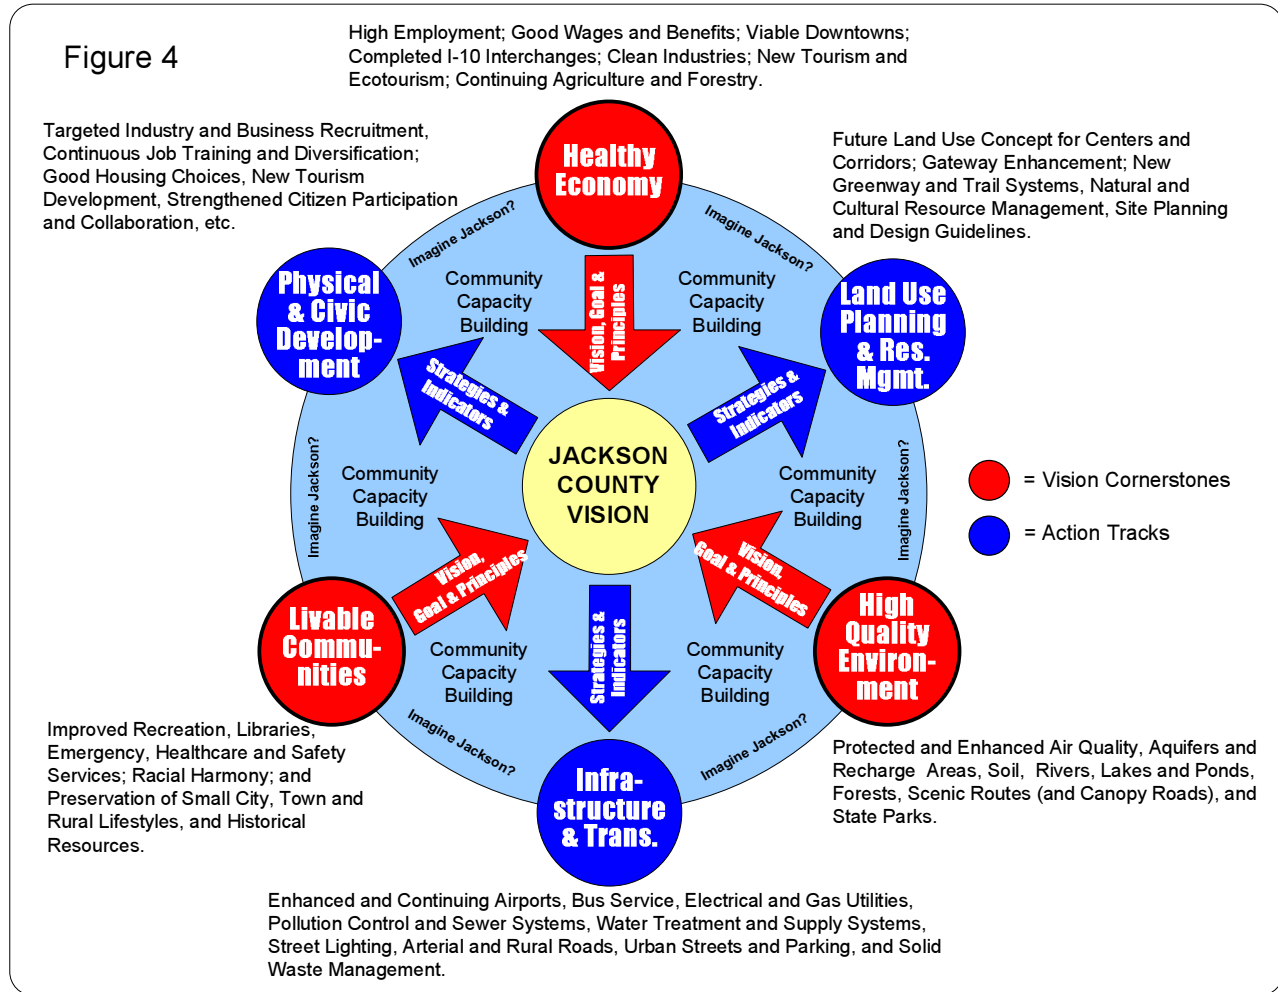 Figure 4
High Employment; Good Wages and Benefits; Viable Downtowns;
Completed I-10 Interchanges; Clean Industries; New Tourism and
Ecotourism; Continuing Agriculture and Forestry.
Targeted Industry and Business Recruitment,
Continuous Job Training and Diversification;
Good Housing Choices, New Tourism
Development, Strengthened Citizen Participation
and Collaboration, etc.
Healthy
Economy
Future Land Use Concept for Centers and
Corridors; Gateway Enhancement; New
Greenway and Trail Systems, Natural and
Cultural Resource Management, Site Planning
and Design Guidelines.
Imagine Jackson?
Imagine Jackson?
Physical
& Civic
Develop-
ment
Community
Capacity
Building
Vision, Goal &
Principles
Community
Capacity
Building
Land Use
Planning
& Res.
Mgmt.
Strategies &
Indicators
Strategies &
Indicators
Imagine Jackson?
Community
Capacity
Building
JACKSON
COUNTY
VISION
Community
Capacity
Building
Imagine Jackson?
= Vision Cornerstones
= Action Tracks
Vision,
Goal & Principles
Vision,
Goal & Principles
Livable
Commu-
nities
Community
Capacity
Building
Strategies &
Indicators
Community
Capacity
Building
High
Quality
Environ-
ment
Imagine Jackson?
Imagine Jackson?
Improved Recreation, Libraries,
Emergency, Healthcare and Safety
Services; Racial Harmony; and
Preservation of Small City, Town and
Rural Lifestyles, and Historical
Resources.
Infra-
structure
& Trans.
Protected and Enhanced Air Quality, Aquifers and
Recharge Areas, Soil, Rivers, Lakes and Ponds,
Forests, Scenic Routes (and Canopy Roads), and
State Parks.
Enhanced and Continuing Airports, Bus Service, Electrical and Gas Utilities,
Pollution Control and Sewer Systems, Water Treatment and Supply Systems,
Street Lighting, Arterial and Rural Roads, Urban Streets and Parking, and Solid
Waste Management.